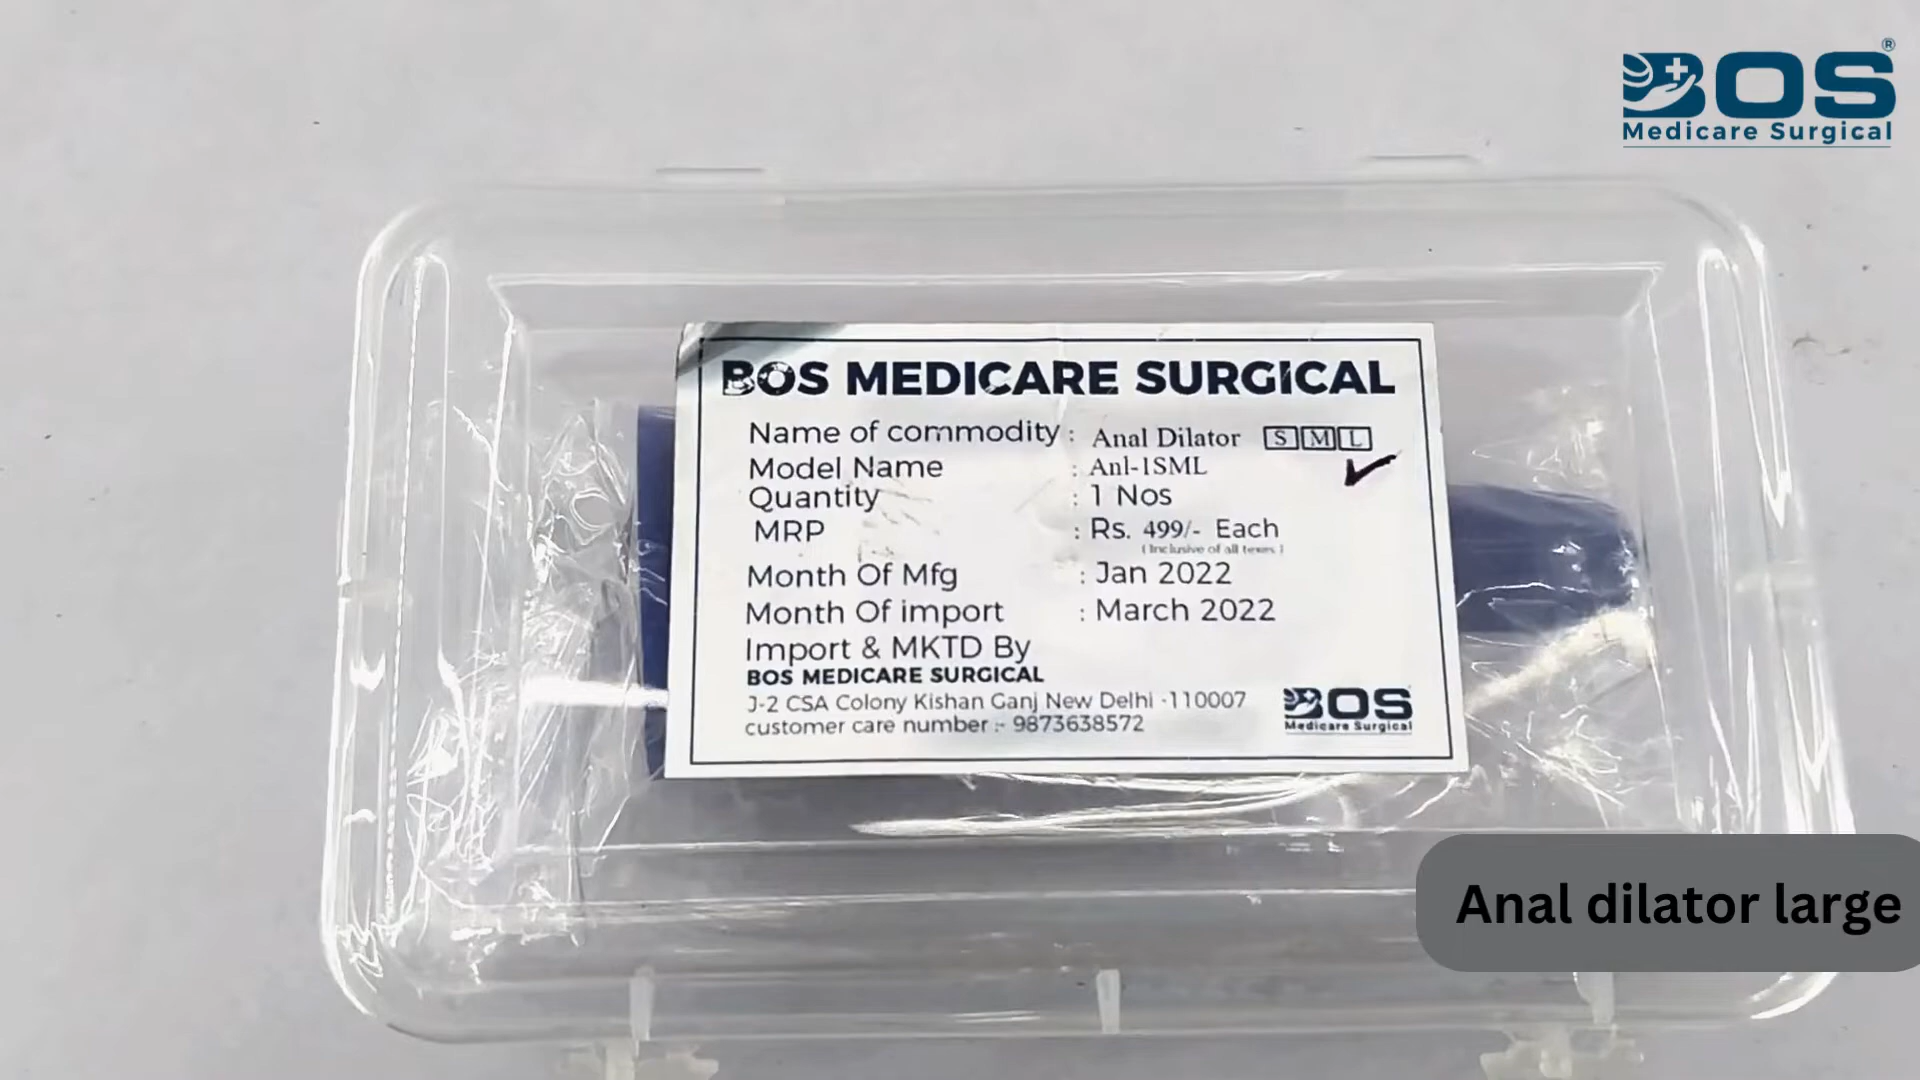 BOS®
Medicare Surgical
BOS MEDICARE SURGICAL
Name of commodity : Anal Dilator S M L
Model Name : Anl-1SML
Quantity : 1 Nos
MRP : Rs. 499/- Each
( Inclusive of all texes )
Month Of Mfg : Jan 2022
Month Of import : March 2022
Import & MKTD By
BOS MEDICARE SURGICAL
J-2 CSA Colony Kishan Ganj New Delhi -110007
customer care number :- 9873638572
BOS
Medicare Surgical
Anal dilator large